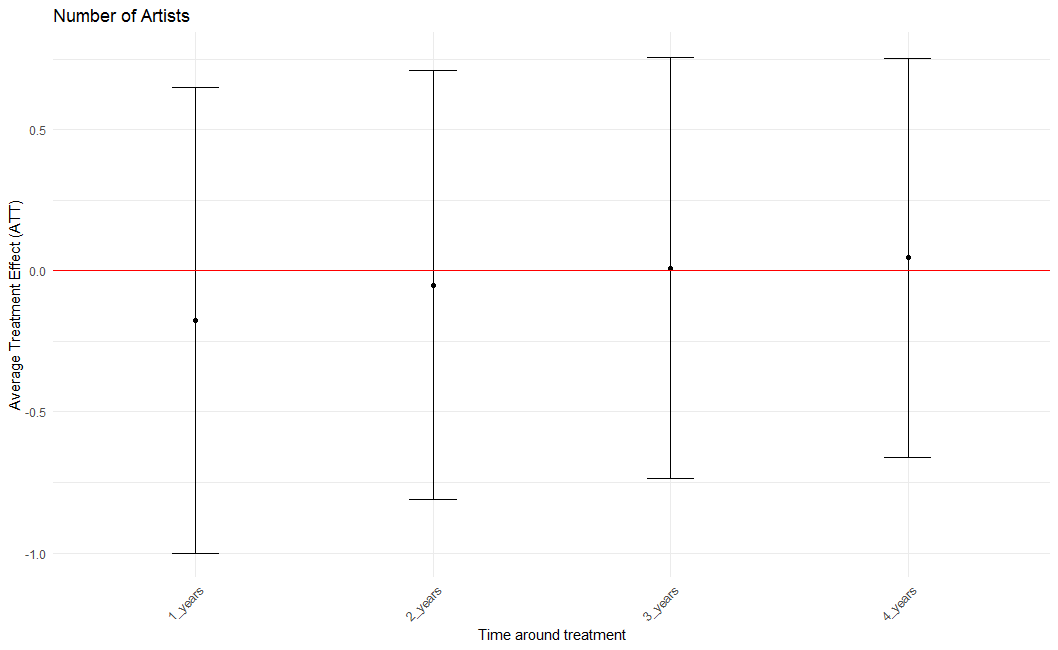 Number of Artists
Average Treatment Effect (ATT)
0.5
0.0
-0.5
-1.0
1_years
2_years
3_years
4_years
Time around treatment